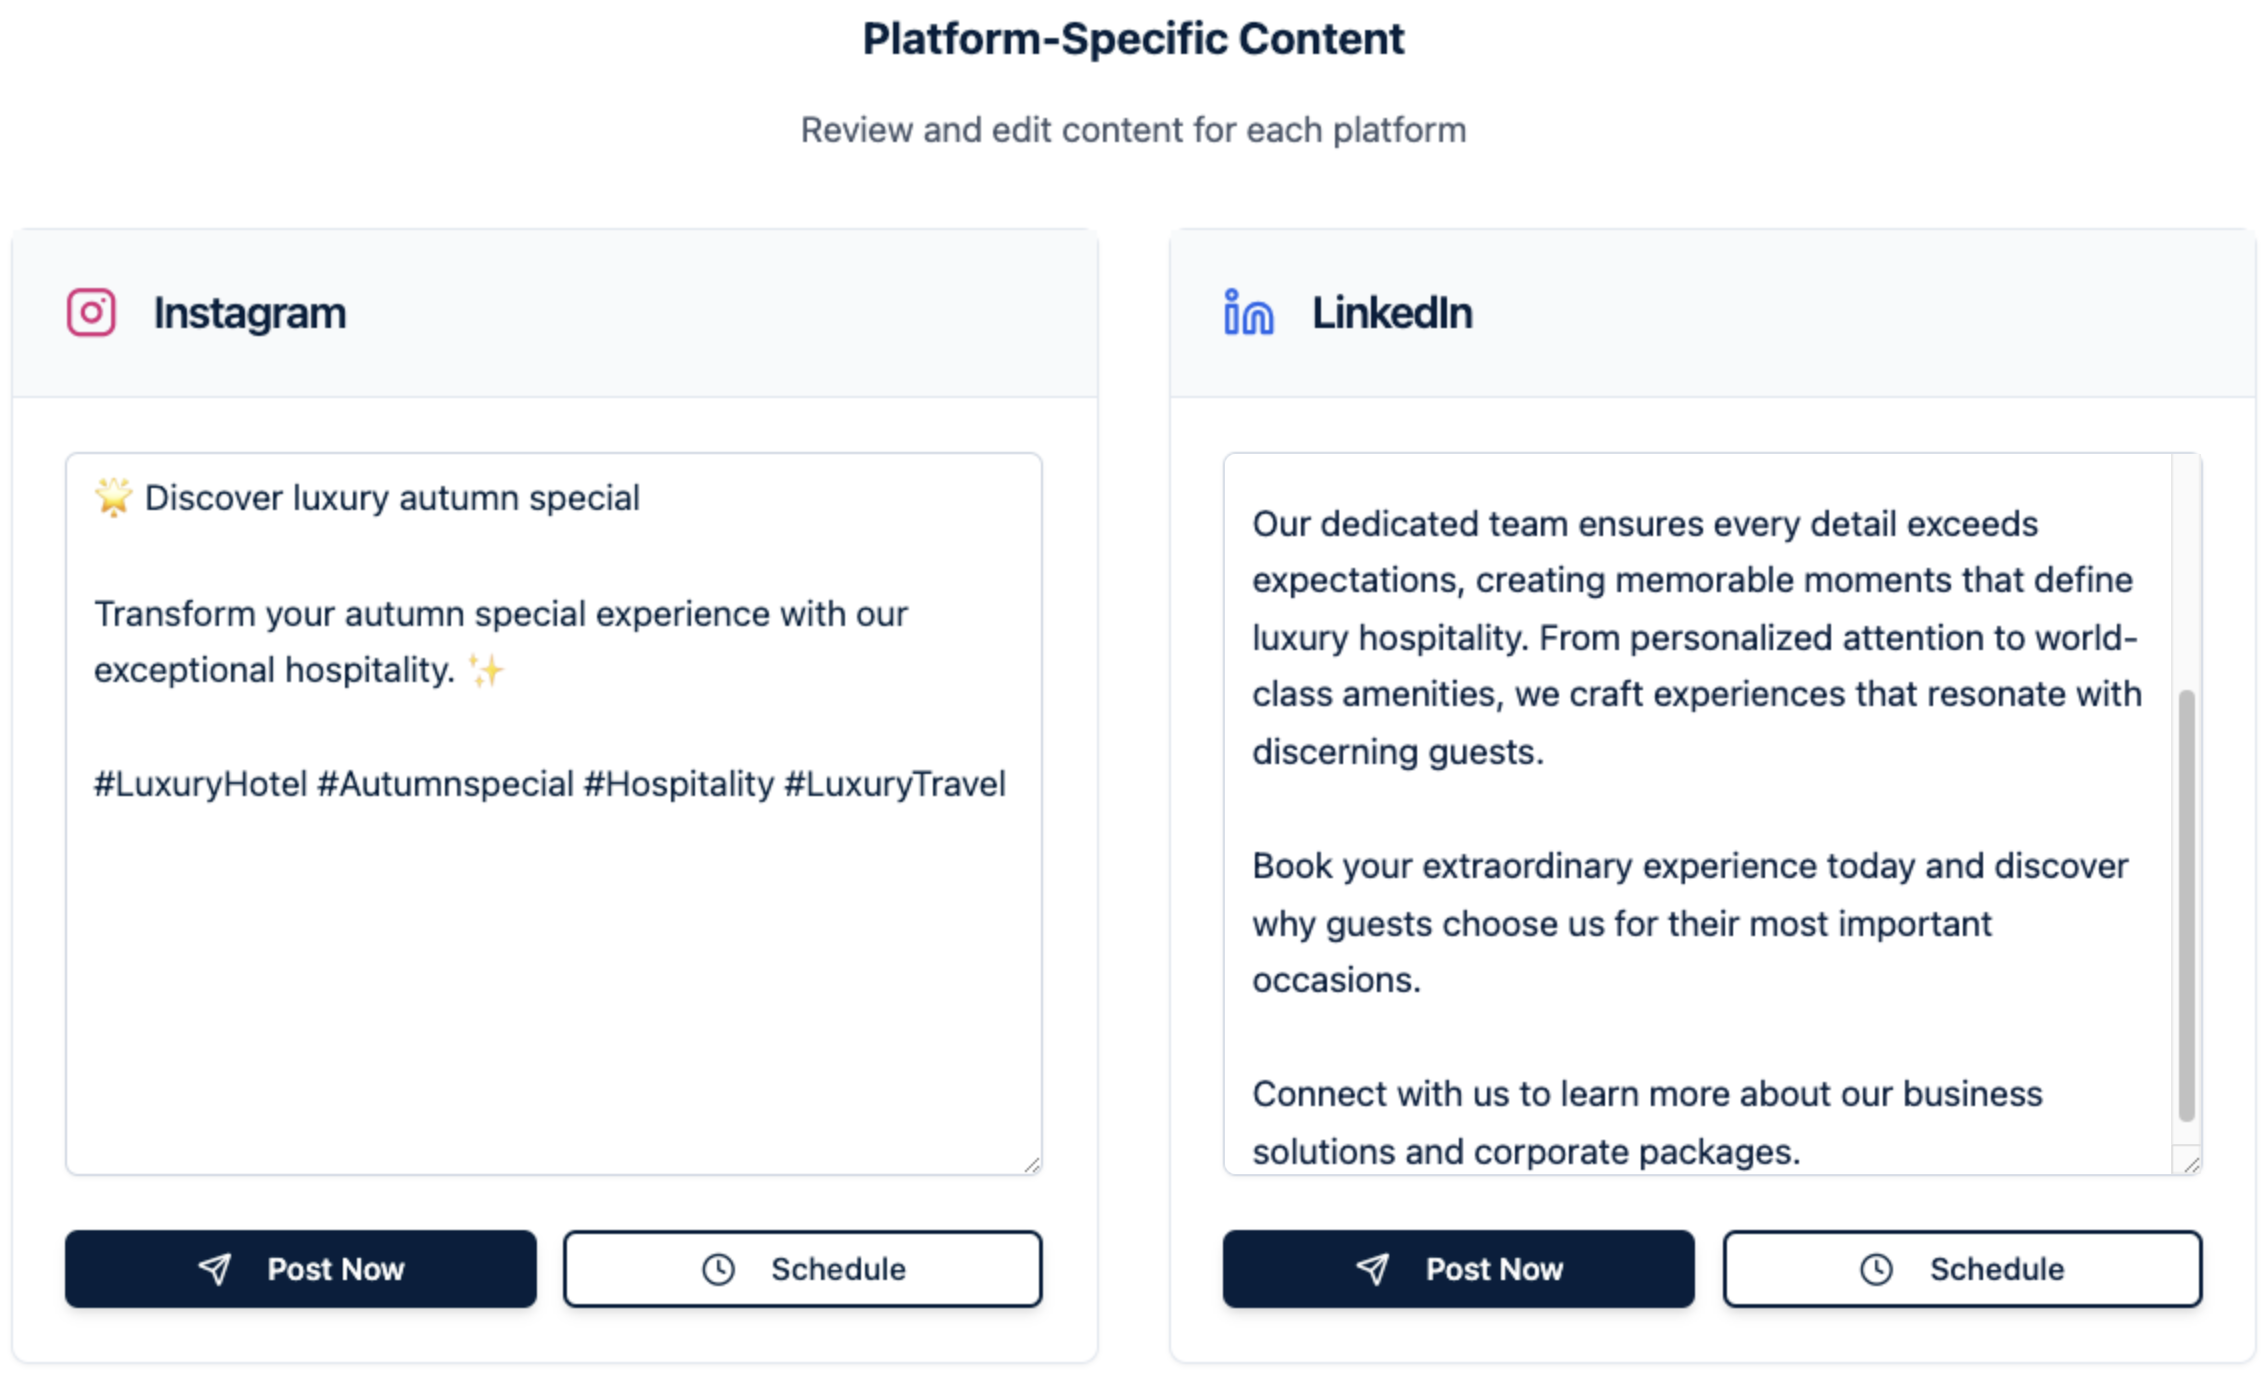 Platform-Specific Content
Review and edit content for each platform
Instagram
🌟 Discover luxury autumn special
Transform your autumn special experience with our
exceptional hospitality. ✨
#LuxuryHotel #Autumnspecial #Hospitality #LuxuryTravel
Post Now
Schedule
LinkedIn
Our dedicated team ensures every detail exceeds
expectations, creating memorable moments that define
luxury hospitality. From personalized attention to world-
class amenities, we craft experiences that resonate with
discerning guests.
Book your extraordinary experience today and discover
why guests choose us for their most important
occasions.
Connect with us to learn more about our business
solutions and corporate packages.
Post Now
Schedule